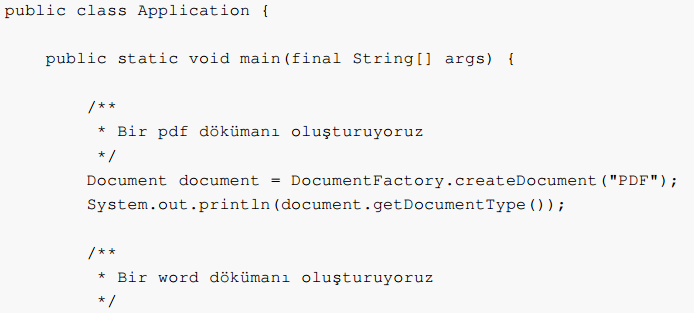 public class Application {
public static void main(final String[] args) {
/**
* Bir pdf dökümanı oluşturuyoruz
*/
Document document = DocumentFactory.createDocument("PDF");
System.out.println(document.getDocumentType());
/**
* Bir word dökümanı oluşturuyoruz
*/